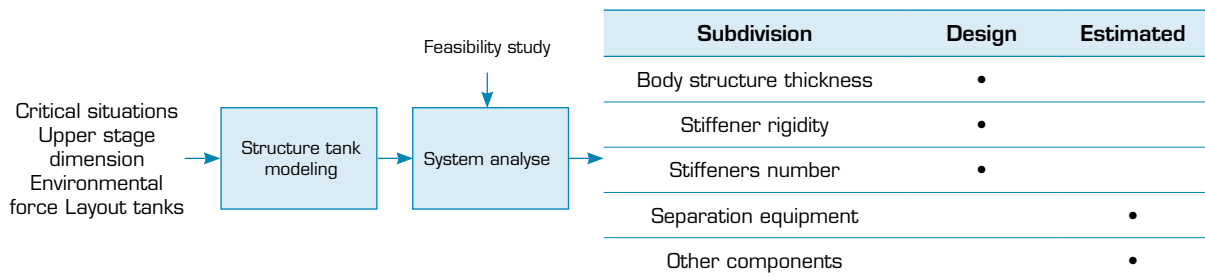 Critical situations
Upper stage
dimension
Environmental
force Layout tanks
Structure tank
modeling
Feasibility study
System analyse
Subdivision Design Estimated
Body structure thickness •
Stiffener rigidity •
Stiffeners number •
Separation equipment •
Other components •